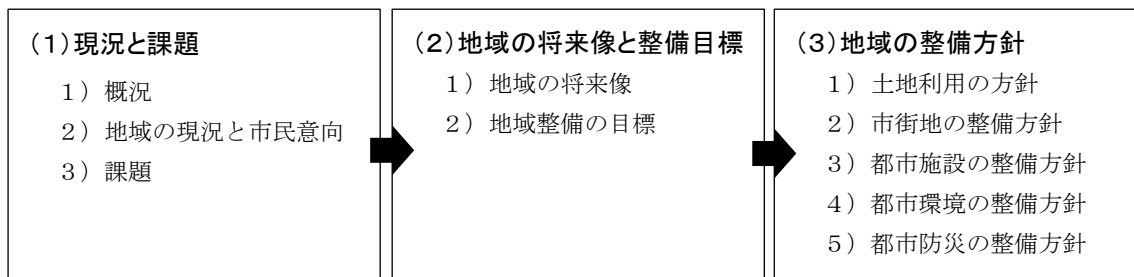 (1)現況と課題
1)概況
2)地域の現況と市民意向
3)課題
(2)地域の将来像と整備目標
1)地域の将来像
2)地域整備の目標
(3)地域の整備方針
1)土地利用の方針
2)市街地の整備方針
3)都市施設の整備方針
4)都市環境の整備方針
5)都市防災の整備方針